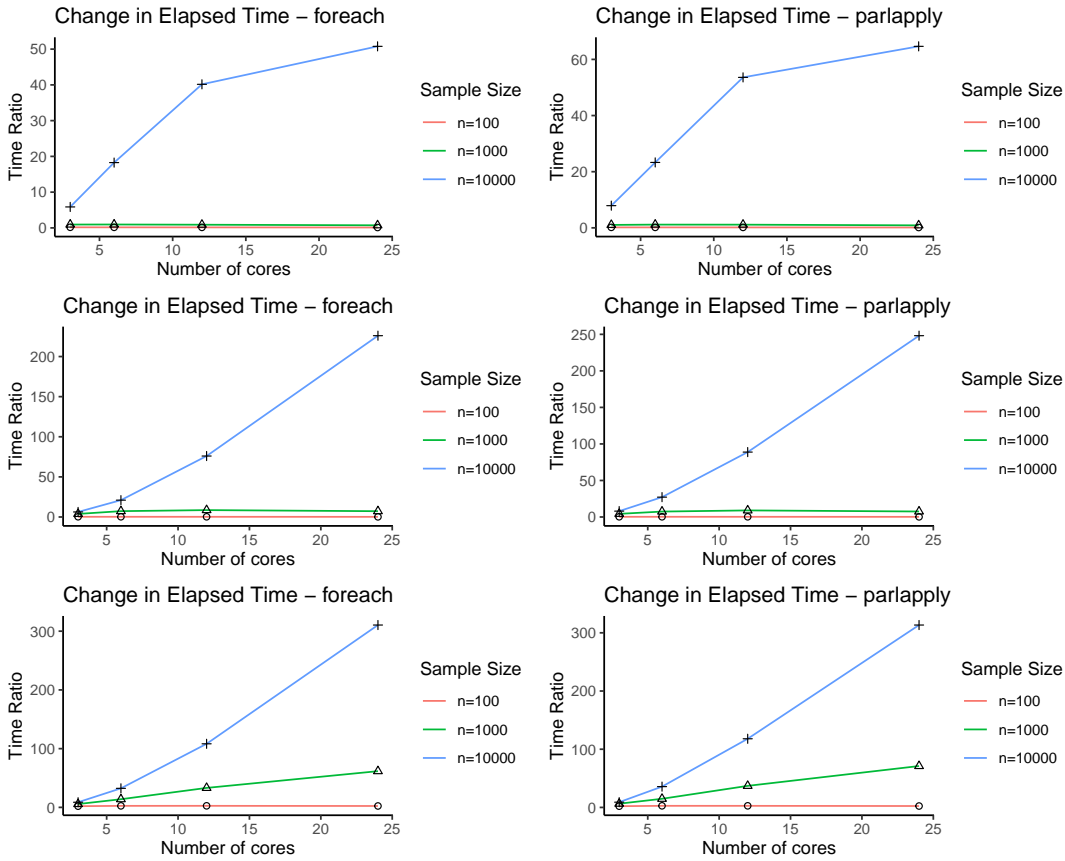 Change in Elapsed Time − foreach
Time Ratio
50
40
30
20
10
0
5 10 15 20 25
Number of cores
Sample Size
n=100
n=1000
n=10000
Change in Elapsed Time − parlapply
Time Ratio
60
40
20
0
5 10 15 20 25
Number of cores
Sample Size
n=100
n=1000
n=10000
Change in Elapsed Time − foreach
Time Ratio
200
150
100
50
0
5 10 15 20 25
Number of cores
Sample Size
n=100
n=1000
n=10000
Change in Elapsed Time − parlapply
Time Ratio
250
200
150
100
50
0
5 10 15 20 25
Number of cores
Sample Size
n=100
n=1000
n=10000
Change in Elapsed Time − foreach
Time Ratio
300
200
100
0
5 10 15 20 25
Number of cores
Sample Size
n=100
n=1000
n=10000
Change in Elapsed Time − parlapply
Time Ratio
300
200
100
0
5 10 15 20 25
Number of cores
Sample Size
n=100
n=1000
n=10000